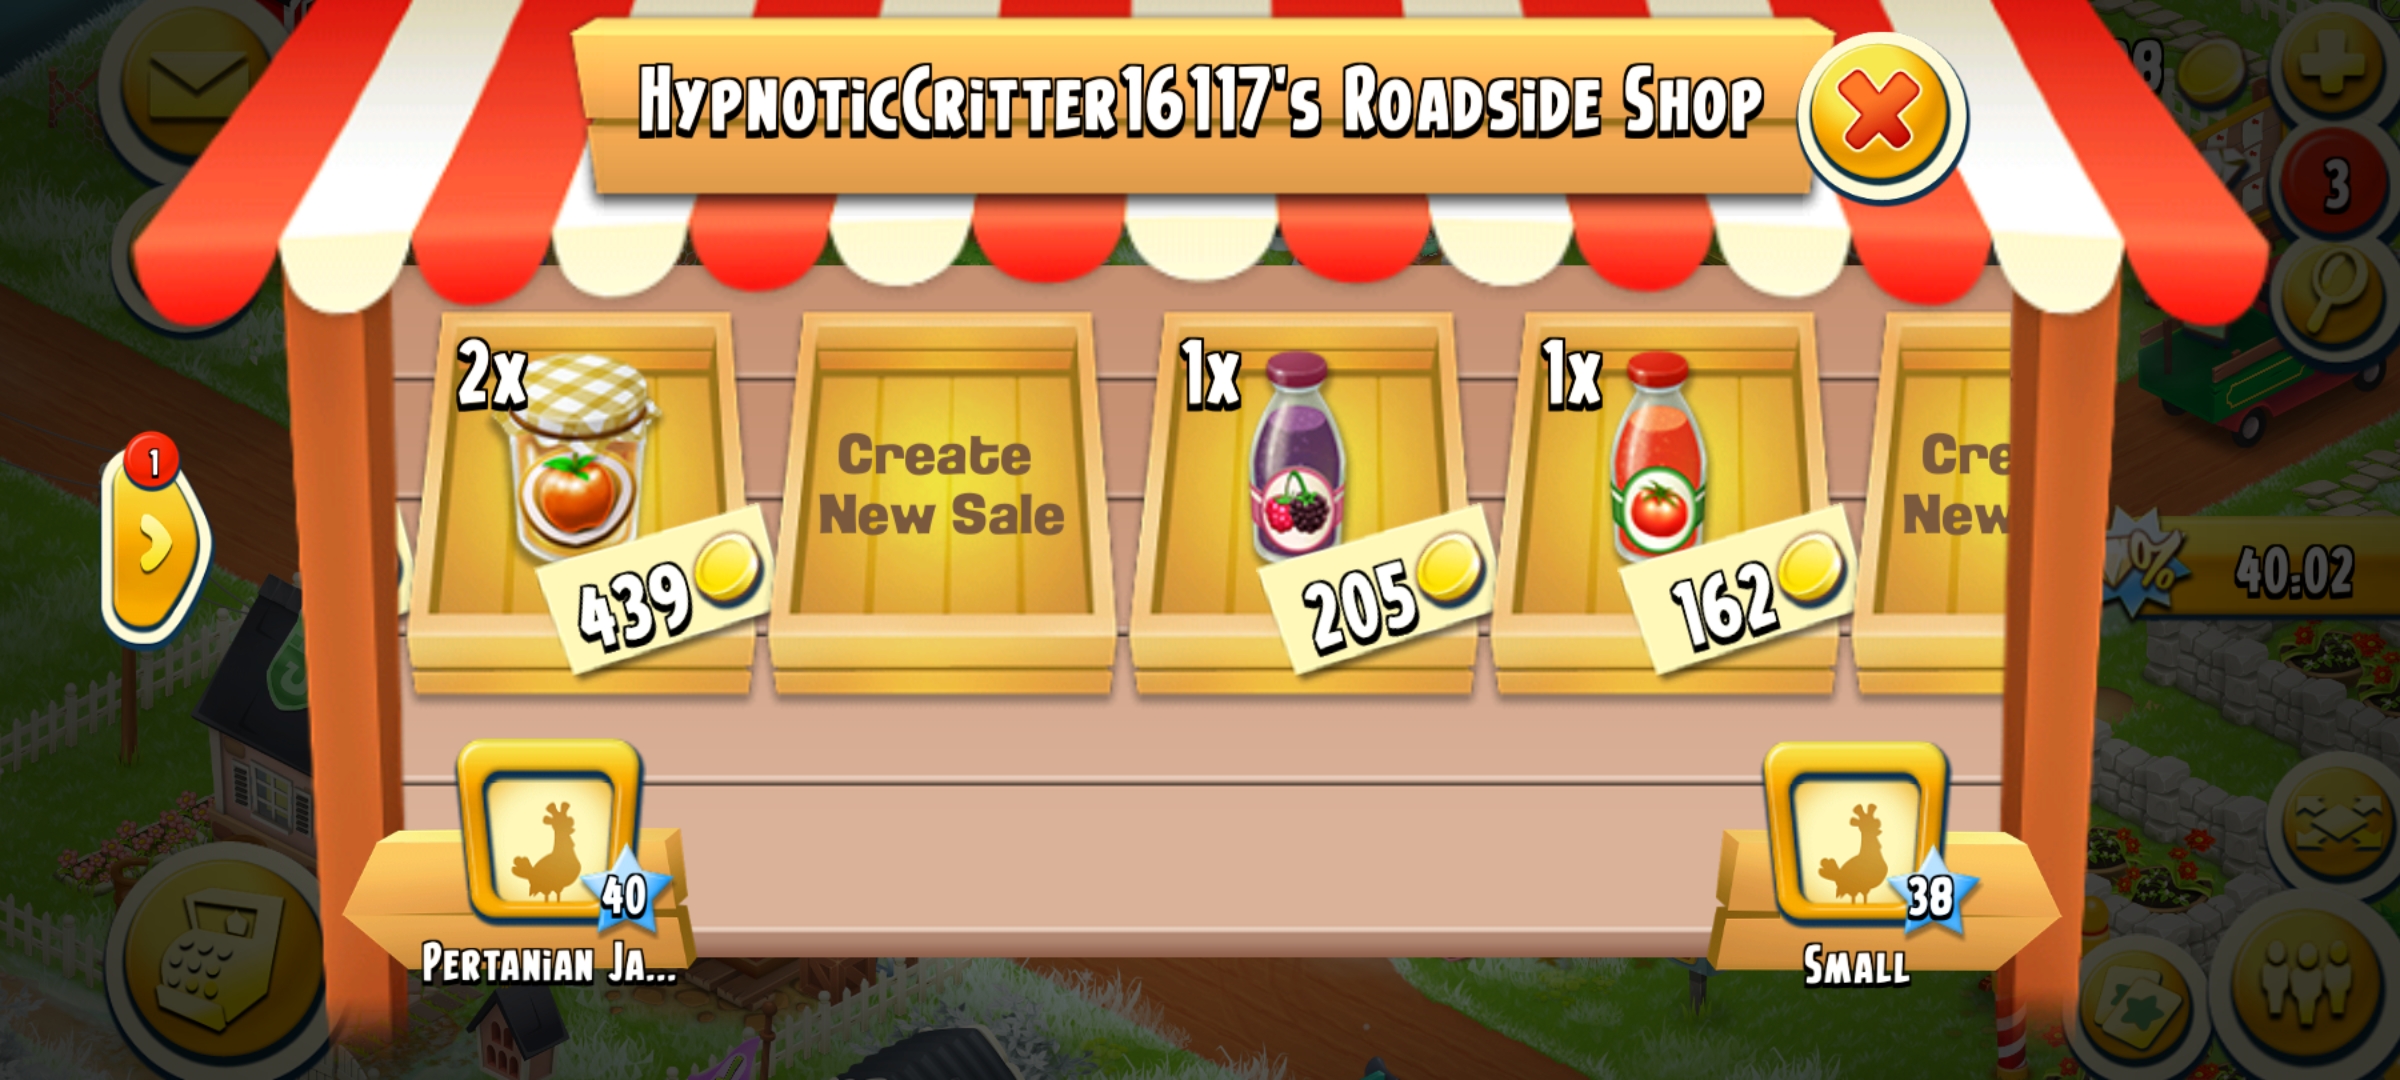 HypnoticCritter16117's Roadside Shop
3
1
2x
439
Create
New Sale
1x
205
1x
162
Cre
New
40:02
40
Pertanian Ja...
38
Small